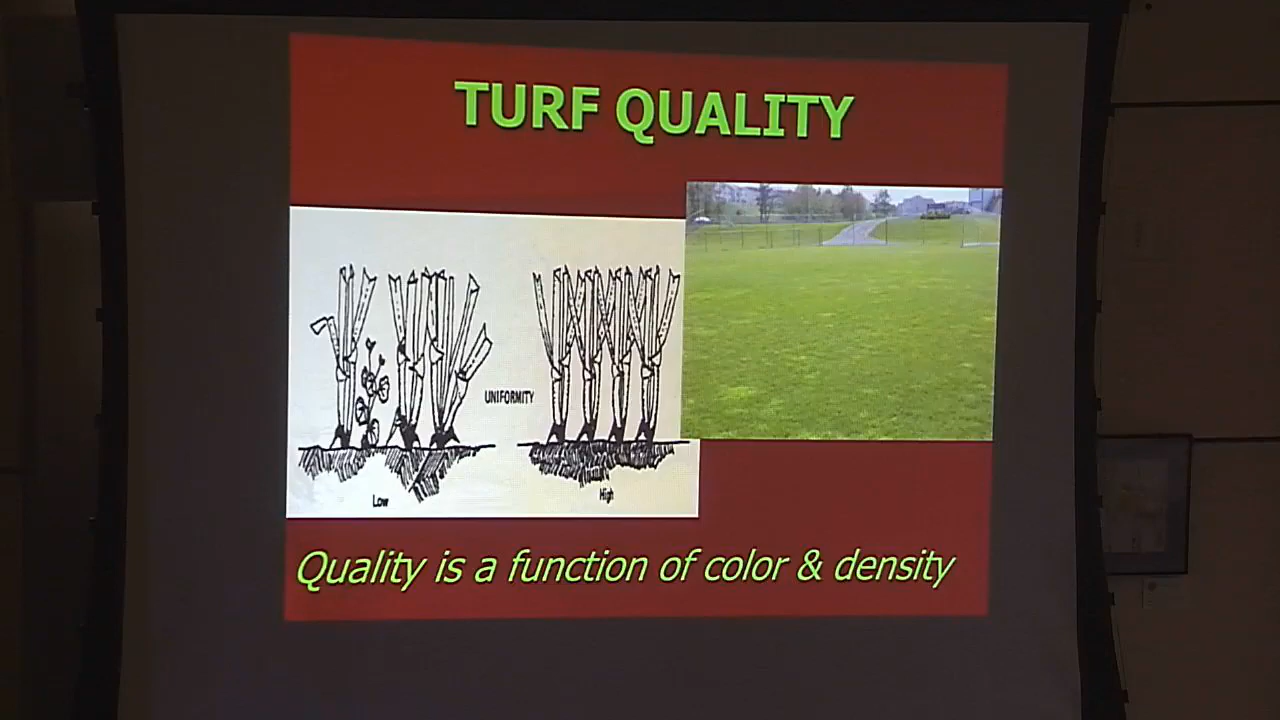 TURF QUALITY
UNIFORMITY
Low
High
Quality is a function of color & density